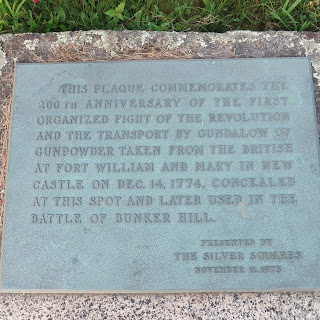 THIS PLAQUE COMMEMORATES THE
200TH ANNIVERSARY OF THE FIRST
ORGANIZED FIGHT OF THE REVOLUTION
AND THE TRANSPORT BY GUNDALOW OF
GUNPOWDER TAKEN FROM THE BRITISH
AT FORT WILLIAM AND MARY IN NEW
CASTLE ON DEC. 14, 1774, CONCEALED
AT THIS SPOT AND LATER USED IN THE
BATTLE OF BUNKER HILL.
PRESENTED BY
THE SILVER SQUARES
NOVEMBER 11, 1975